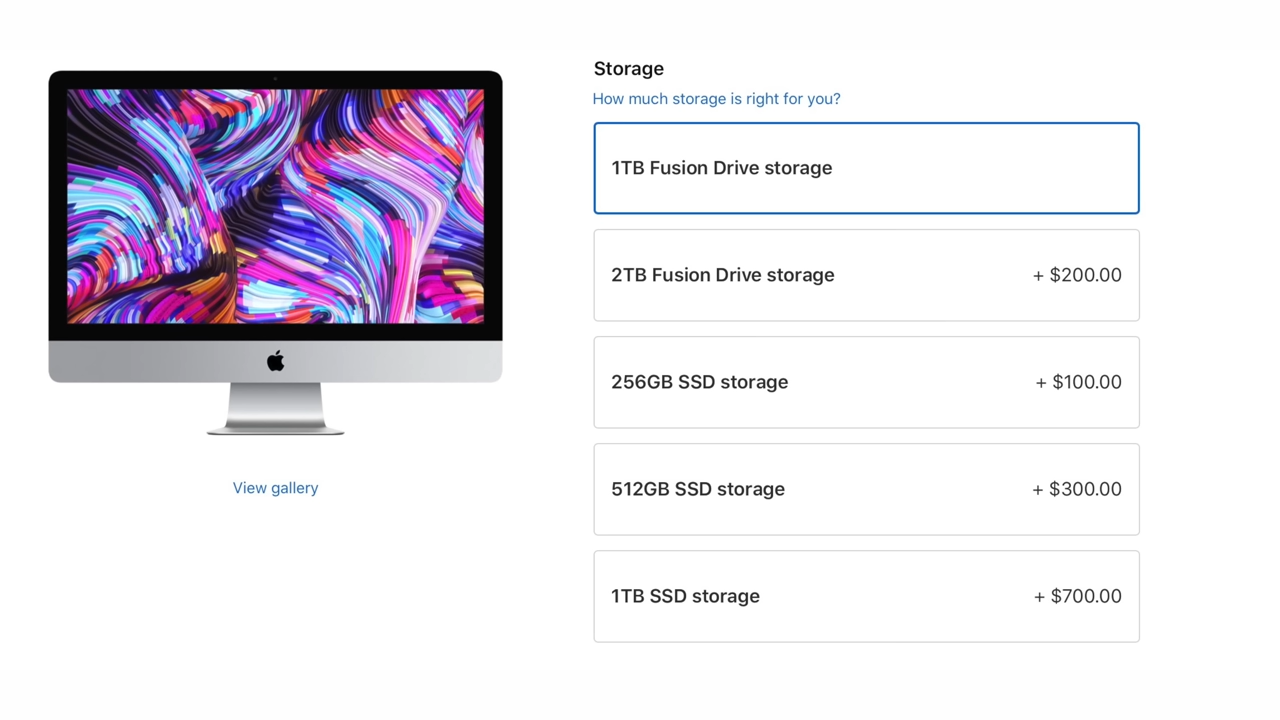 Storage
How much storage is right for you?
1TB Fusion Drive storage
2TB Fusion Drive storage + $200.00
256GB SSD storage + $100.00
512GB SSD storage + $300.00
View gallery
1TB SSD storage + $700.00